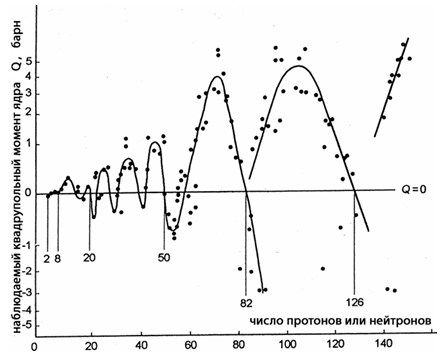 наблюдаемый квадрупольный момент ядра Q, барн
5
4
3
2
1
0
-1
-2
-3
-4
-5
Q=0
2 8 20 50 82 126
число протонов или нейтронов
0 20 40 60 80 100 120 140